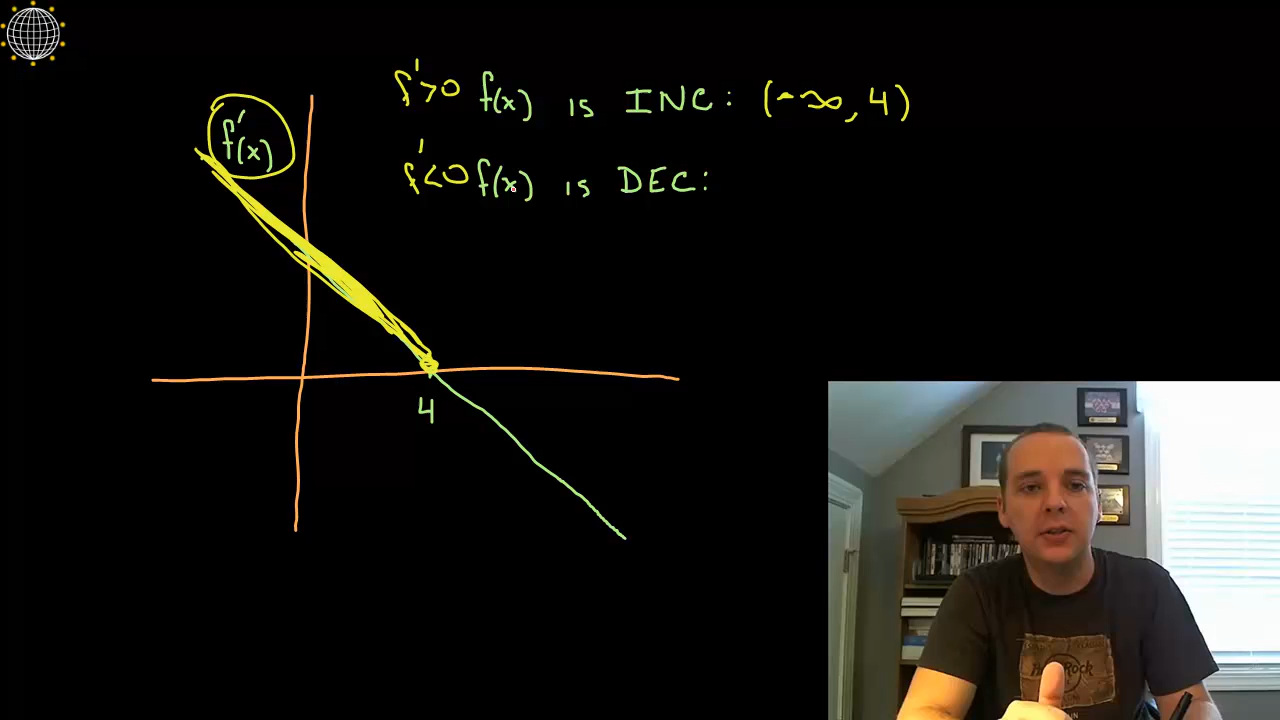 f'>0 f(x) is INC: (-∞, 4)
f'(x)
f'<0 f(x) is DEC:
4